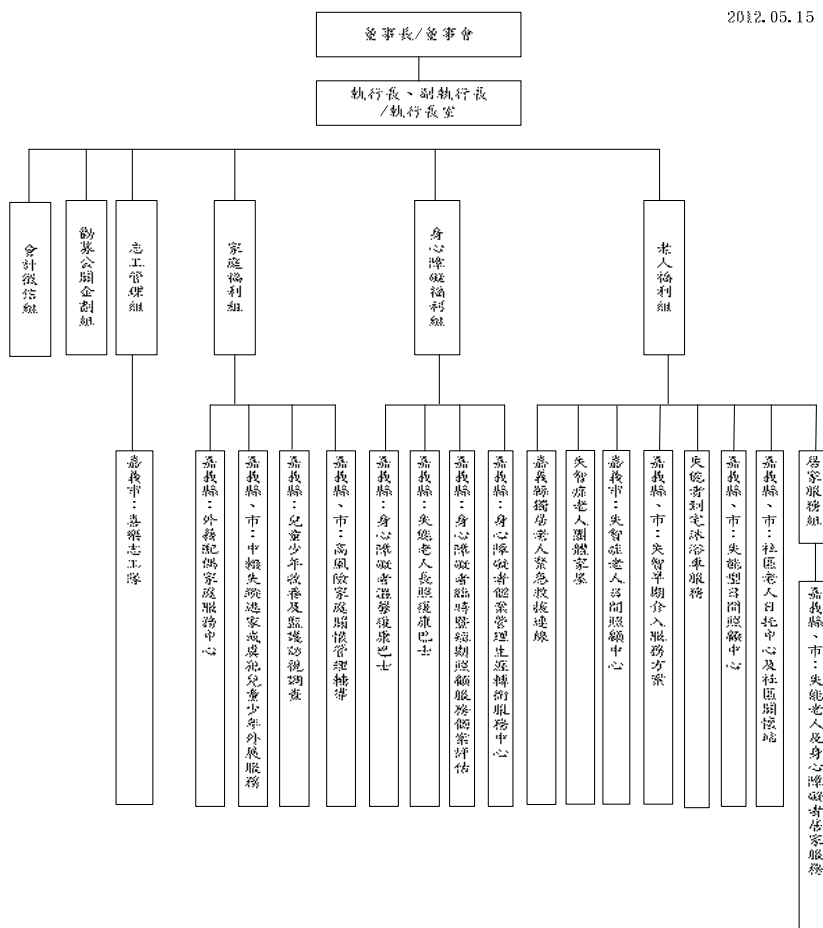 2012.05.15
董事長/董事會
執行長、副執行長
/執行長室
會計徵信組
勸募公關企劃組
志工管理組
家庭福利組
身心障礙福利組
老人福利組
嘉義市：喜樂志工隊
嘉義縣：外籍配偶家庭服務中心
嘉義縣、市：中輟失蹤逃家或虞犯兒童少年外展服務
嘉義縣：兒童少年收養及監護訪視調查
嘉義縣、市：高風險家庭關懷管理輔導
嘉義縣：身心障礙者溫馨復康巴士
嘉義縣：失能老人長照復康巴士
嘉義縣：身心障礙者臨時暨短期照顧服務個案評估
嘉義縣：身心障礙者個案管理生涯轉銜服務中心
嘉義縣獨居老人緊急救援連線
失智症老人團體家屋
嘉義市：失智症老人日間照顧中心
嘉義縣、市：失智早期介入服務方案
失能者到宅沐浴車服務
嘉義縣、市：失能型日間照顧中心
嘉義縣、市：社區老人日托中心及社區關懷站
居家服務組
嘉義縣、市：失能老人及身心障礙者居家服務